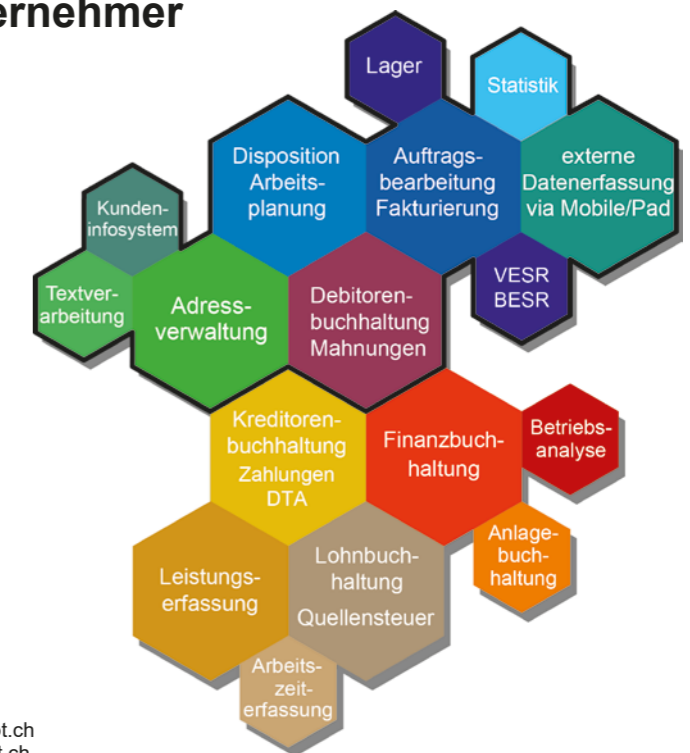 ernehmer
Lager
Statistik
Disposition
Arbeits-
planung
Auftrags-
bearbeitung
Fakturierung
externe
Datenerfassung
via Mobile/Pad
Kunden-
infosystem
Textver-
arbeitung
Adress-
verwaltung
Debitoren-
buchhaltung
Mahnungen
VESR
BESR
Kreditoren-
buchhaltung
Zahlungen
DTA
Finanzbuch-
haltung
Betriebs-
analyse
Anlage-
buch-
haltung
Leistungs-
erfassung
Lohnbuch-
haltung
Quellensteuer
Arbeits-
zeit-
erfassung
ot.ch
t.ch